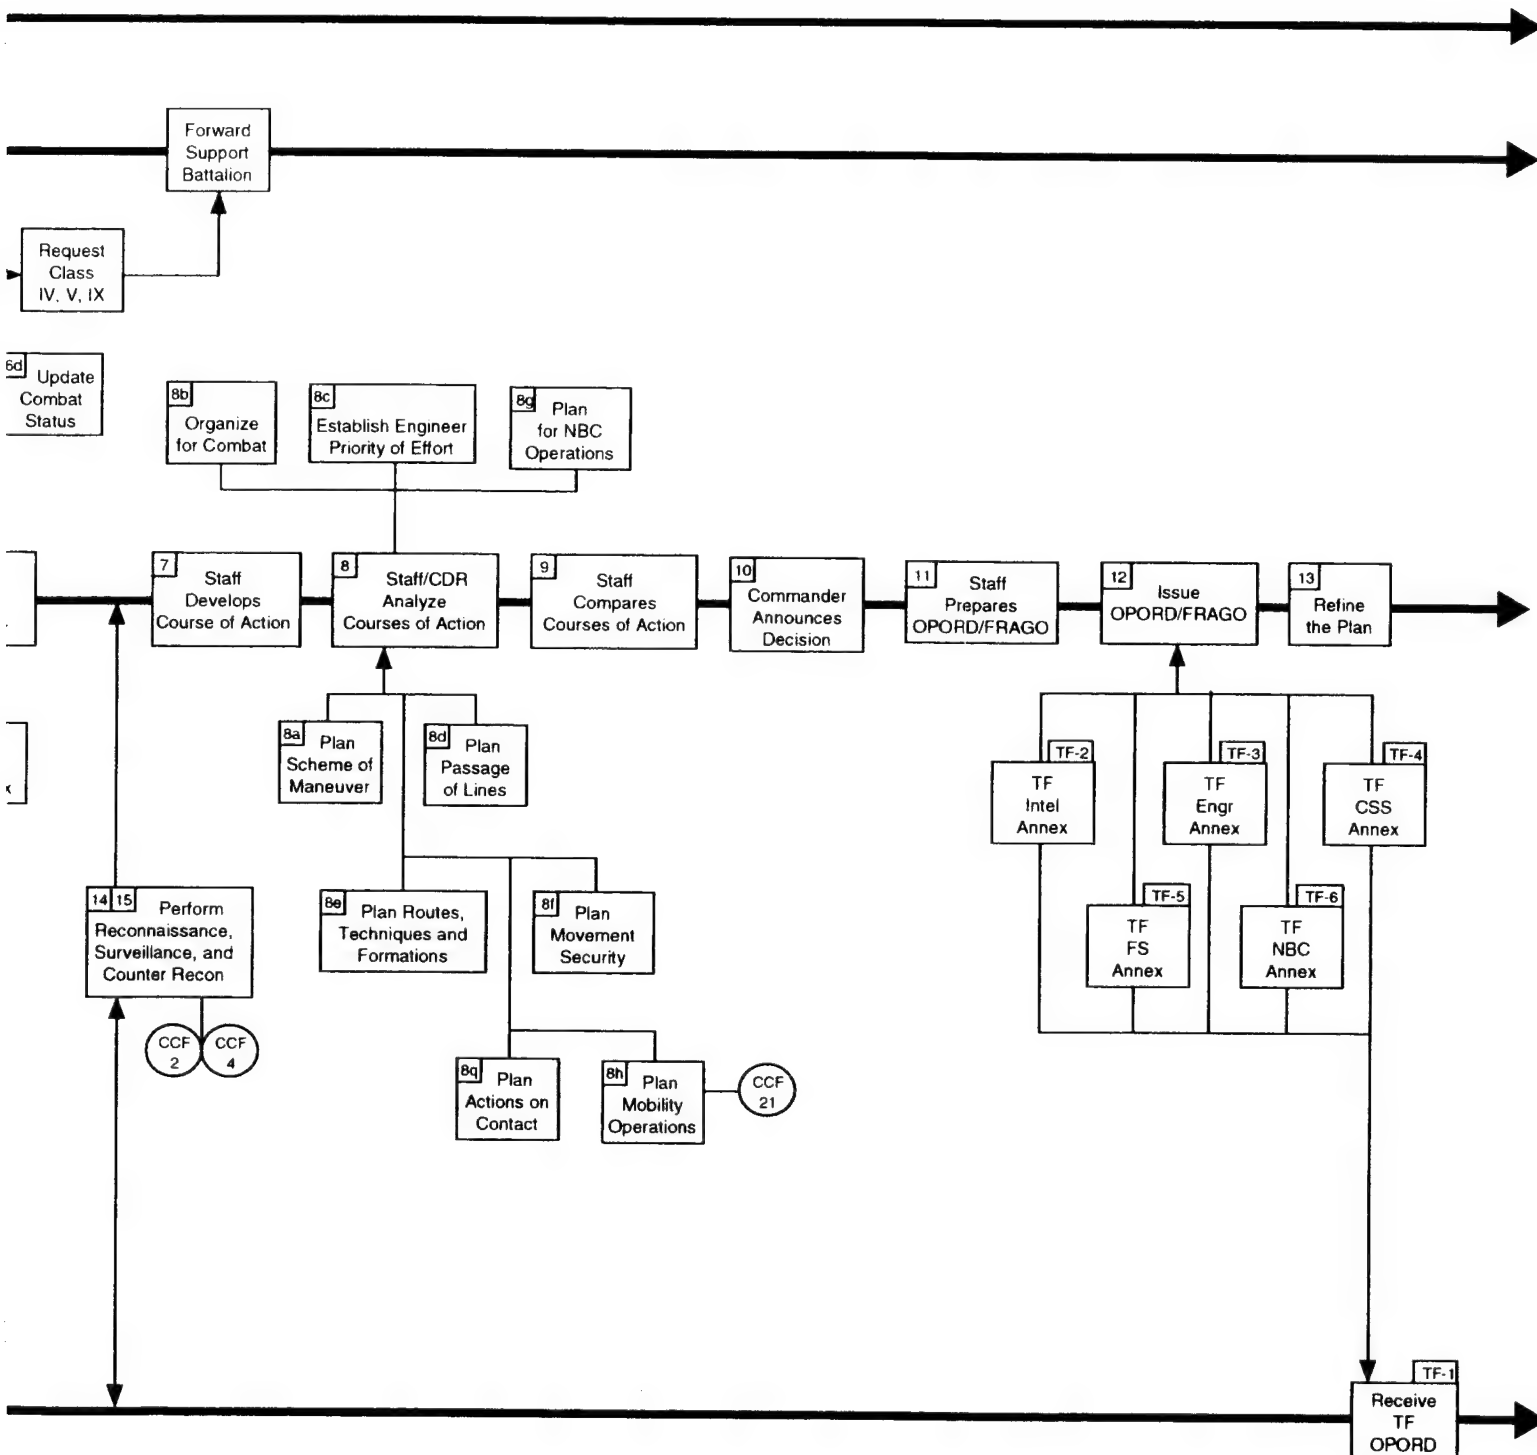 Forward
Support
Battalion
Request
Class
IV, V, IX
6d
Update
Combat
Status
8b
Organize
for Combat
8c
Establish Engineer
Priority of Effort
8g
Plan
for NBC
Operations
7
Staff
Develops
Course of Action
8
Staff/CDR
Analyze
Courses of Action
9
Staff
Compares
Courses of Action
10
Commander
Announces
Decision
11
Staff
Prepares
OPORD/FRAGO
12
Issue
OPORD/FRAGO
13
Refine
the Plan
x
8a
Plan
Scheme of
Maneuver
8d
Plan
Passage
of Lines
TF-2
TF
Intel
Annex
TF-3
TF
Engr
Annex
TF-4
TF
CSS
Annex
14 15
Perform
Reconnaissance,
Surveillance, and
Counter Recon
8e
Plan Routes,
Techniques and
Formations
8f
Plan
Movement
Security
TF-5
TF
FS
Annex
TF-6
TF
NBC
Annex
CCF
2
CCF
4
8q
Plan
Actions on
Contact
8h
Plan
Mobility
Operations
CCF
21
TF-1
Receive
TF
OPORD